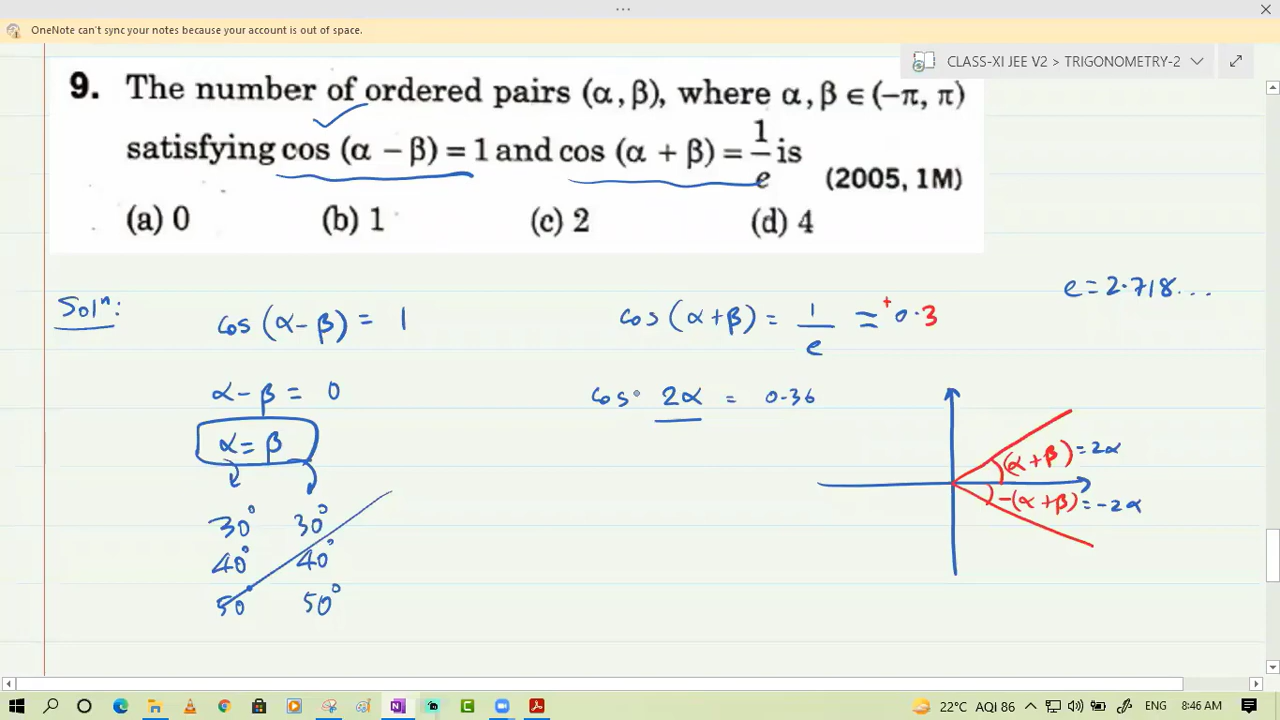 OneNote can't sync your notes because your account is out of space.
CLASS-XI JEE V2 > TRIGONOMETRY-2
9. The number of ordered pairs (α, β), where α, β ∈ (–π, π)
satisfying cos (α – β) = 1 and cos (α + β) = 1/e is
(2005, 1M)
(a) 0 (b) 1 (c) 2 (d) 4
Solⁿ:
cos (α-β) = 1
cos (α+β) = 1/e ≈ +0.3
e = 2.718...
α-β = 0
cos 2α = 0.36
α = β
(α+β) = 2α
-(α+β) = -2α
30° 30°
40° 40°
50 50°
22°C AQI 86
ENG 8:46 AM